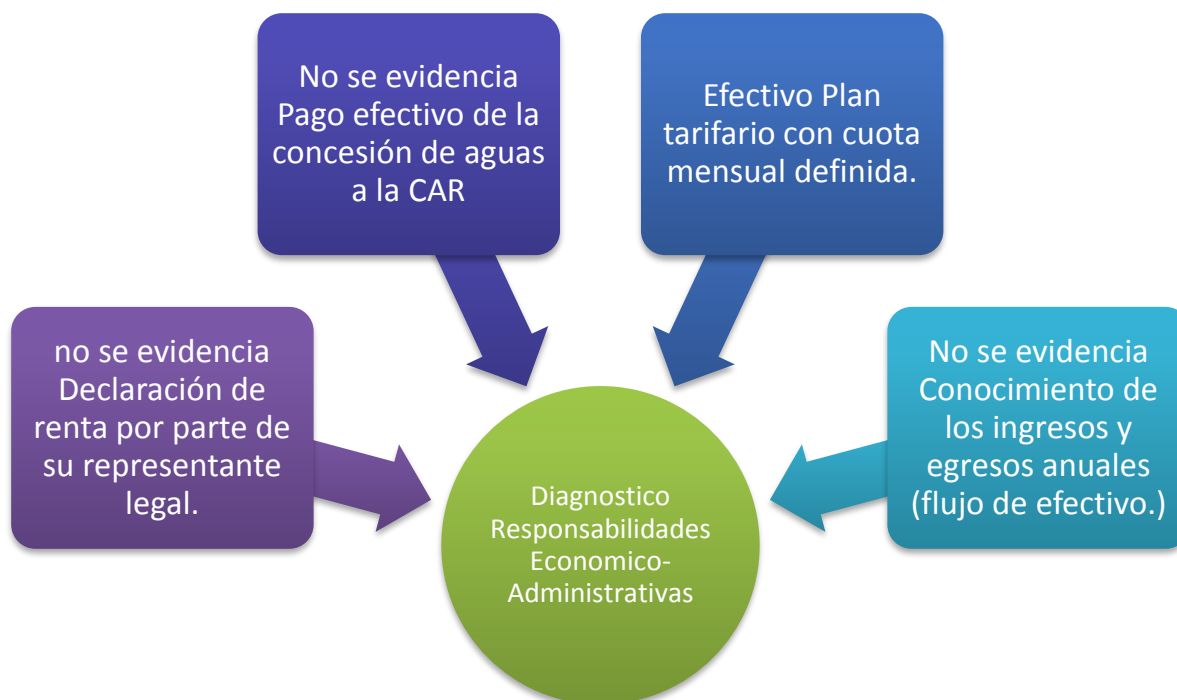 No se evidencia
Pago efectivo de la
concesión de aguas
a la CAR
Efectivo Plan
tarifario con cuota
mensual definida.
no se evidencia
Declaración de
renta por parte de
su representante
legal.
No se evidencia
Conocimiento de
los ingresos y
egresos anuales
(flujo de efectivo.)
Diagnostico
Responsabilidades
Economico-
Administrativas